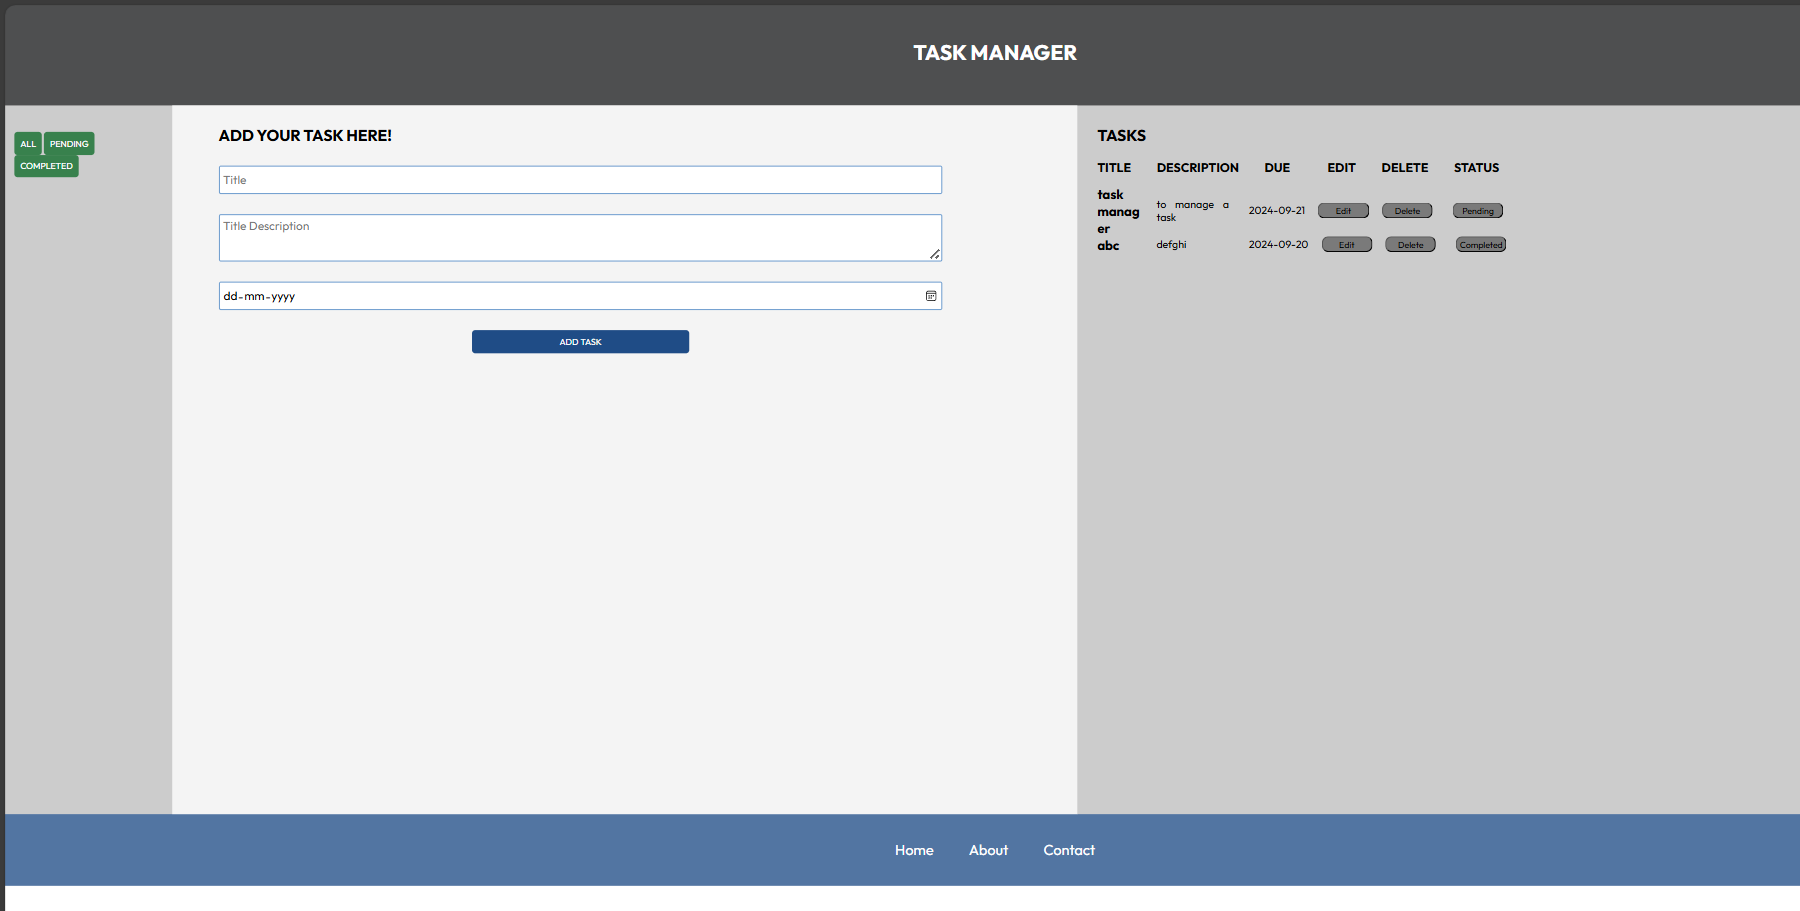 TASK MANAGER
ALL PENDING
COMPLETED
ADD YOUR TASK HERE!
Title
Title Description
dd-mm-yyyy
ADD TASK
TASKS
TITLE DESCRIPTION DUE EDIT DELETE STATUS
task
manag
er
to manage a
task
2024-09-21 Edit Delete Pending
abc defghi 2024-09-20 Edit Delete Completed
Home About Contact